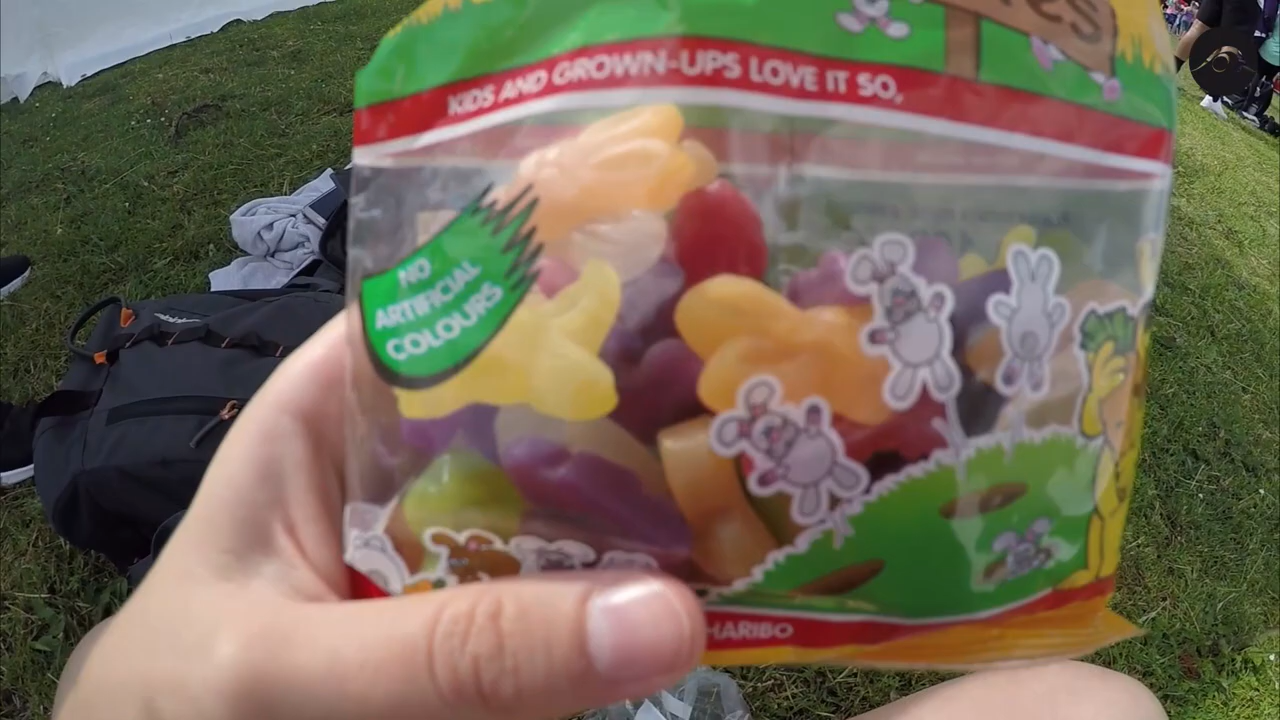 KIDS AND GROWN-UPS LOVE IT SO,
NO
ARTIFICIAL
COLOURS
HARIBO